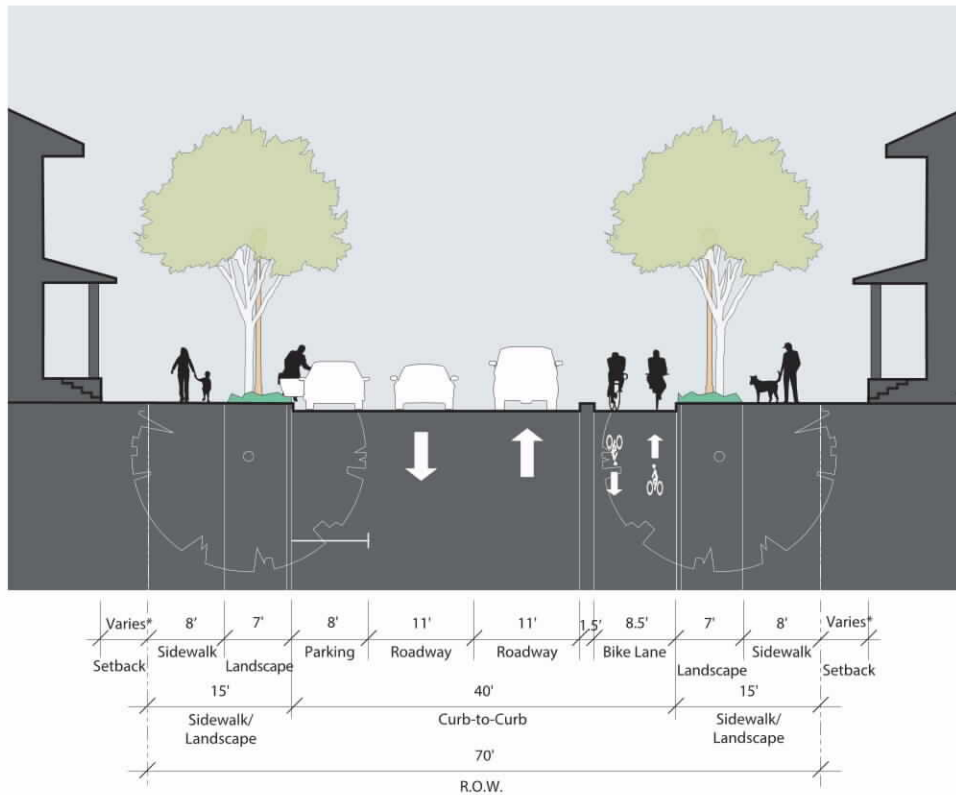 Varies* 8' 7' 8' 11' 11' 1.5' 8.5' 7' 8' Varies*
Setback Sidewalk Landscape Parking Roadway Roadway Bike Lane Landscape Sidewalk Setback
15' 40' 15'
Sidewalk/ Curb-to-Curb Sidewalk/
Landscape Landscape
70'
R.O.W.